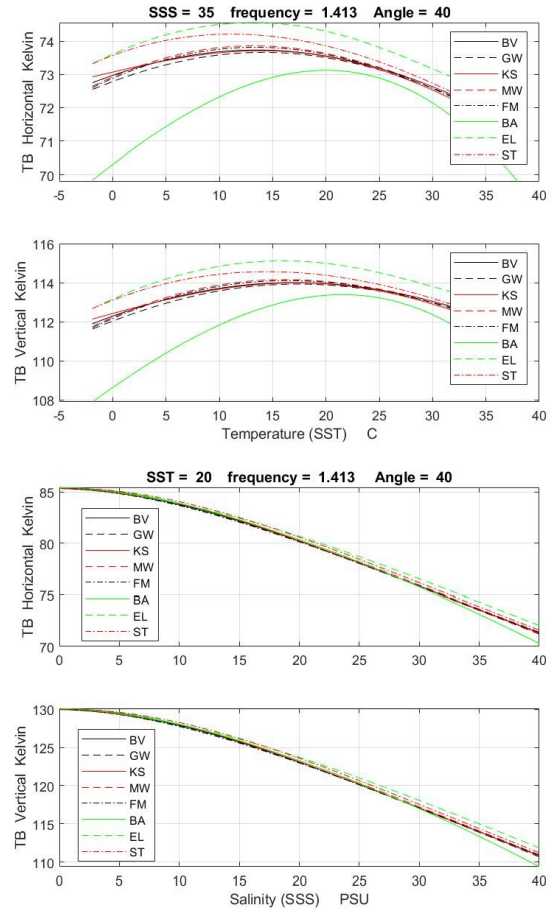 SSS = 35 frequency = 1.413 Angle = 40
TB Horizontal Kelvin
74
73
72
71
70
-5 0 5 10 15 20 25 30 35 40
BV
GW
KS
MW
FM
BA
EL
ST
TB Vertical Kelvin
116
114
112
110
108
-5 0 5 10 15 20 25 30 35 40
Temperature (SST) C
BV
GW
KS
MW
FM
BA
EL
ST
SST = 20 frequency = 1.413 Angle = 40
TB Horizontal Kelvin
85
80
75
70
0 5 10 15 20 25 30 35 40
BV
GW
KS
MW
FM
BA
EL
ST
TB Vertical Kelvin
130
125
120
115
110
0 5 10 15 20 25 30 35 40
Salinity (SSS) PSU
BV
GW
KS
MW
FM
BA
EL
ST